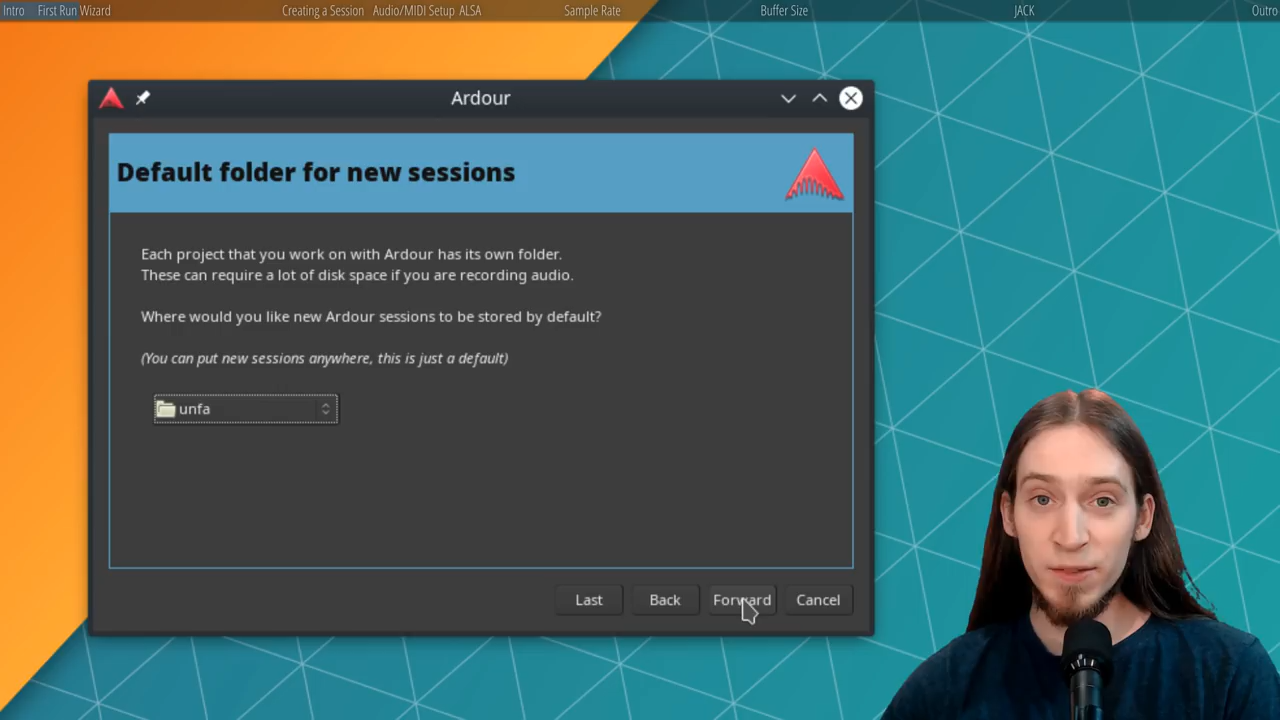 Intro First Run Wizard Creating a Session Audio/MIDI Setup ALSA Sample Rate Buffer Size JACK Outro
Ardour
Default folder for new sessions
Each project that you work on with Ardour has its own folder.
These can require a lot of disk space if you are recording audio.
Where would you like new Ardour sessions to be stored by default?
(You can put new sessions anywhere, this is just a default)
unfa
Last Back Forward Cancel